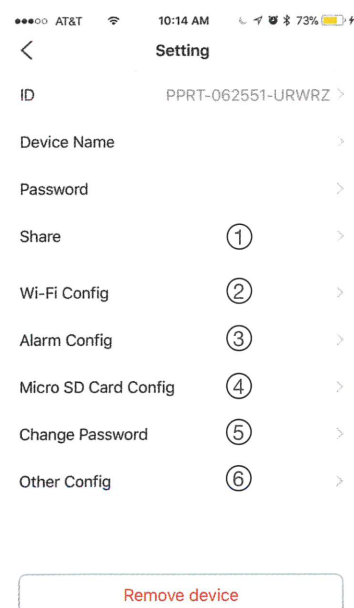 AT&T 10:14 AM 73%
Setting
ID PPRT-062551-URWRZ
Device Name
Password
Share ①
Wi-Fi Config ②
Alarm Config ③
Micro SD Card Config ④
Change Password ⑤
Other Config ⑥
Remove device